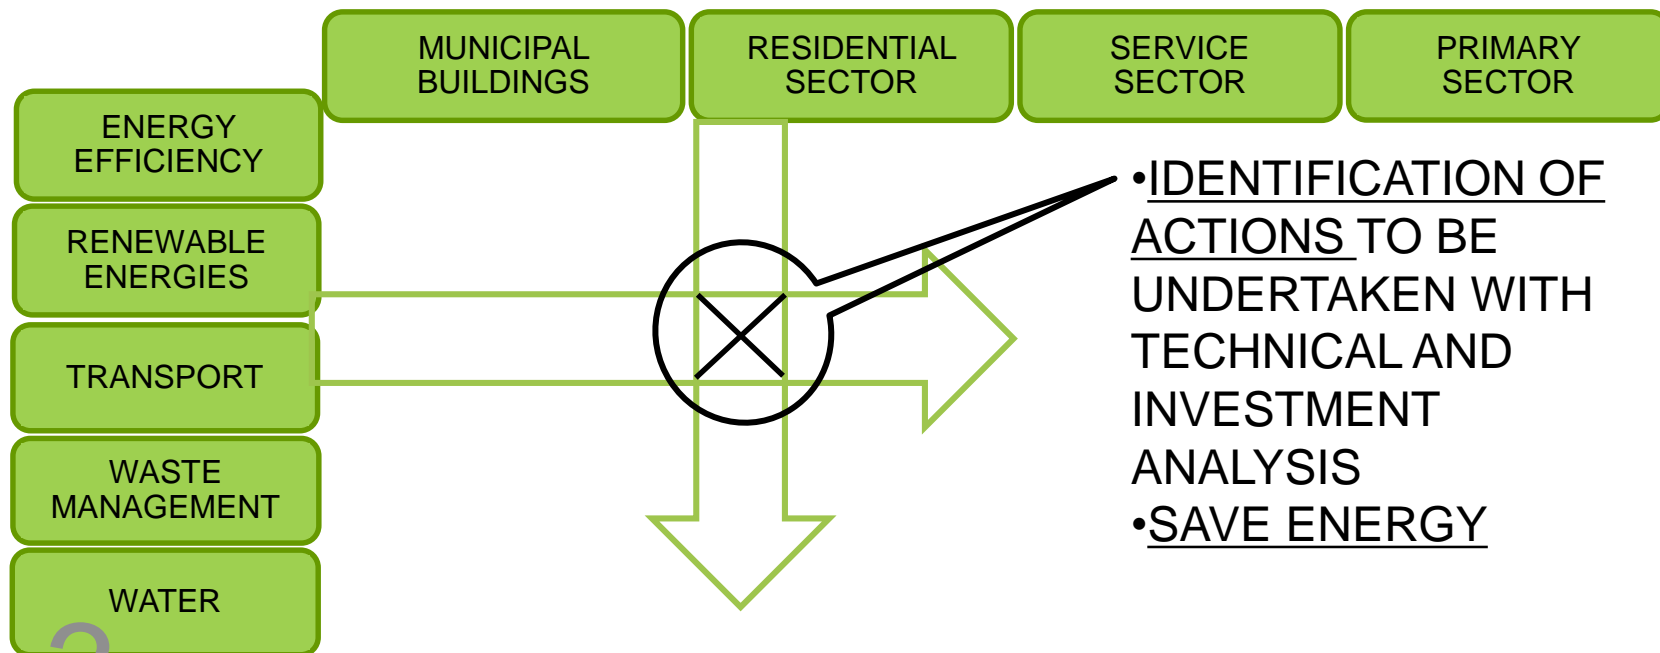 MUNICIPAL
BUILDINGS
RESIDENTIAL
SECTOR
SERVICE
SECTOR
PRIMARY
SECTOR
ENERGY
EFFICIENCY
RENEWABLE
ENERGIES
TRANSPORT
WASTE
MANAGEMENT
WATER
•IDENTIFICATION OF
ACTIONS TO BE
UNDERTAKEN WITH
TECHNICAL AND
INVESTMENT
ANALYSIS
•SAVE ENERGY